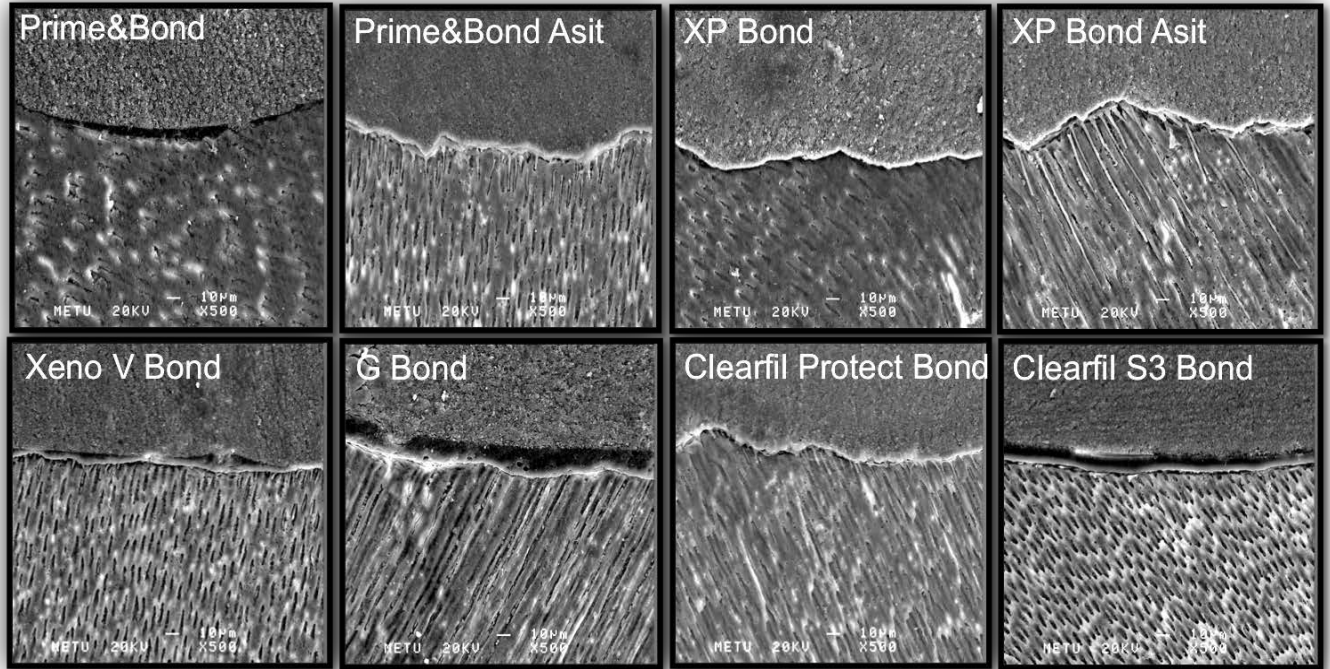 Prime&Bond
Prime&Bond Asit
XP Bond
XP Bond Asit
10µm
METU 20KV X500
10µm
METU 20KV X500
10µm
METU 20KV X500
10µm
METU 20KV X500
Xeno V Bond
G Bond
Clearfil Protect Bond
Clearfil S3 Bond
10µm
METU 20KV X500
10µm
METU 20KV X500
10µm
METU 20KV X500
10µm
METU 20KV X500